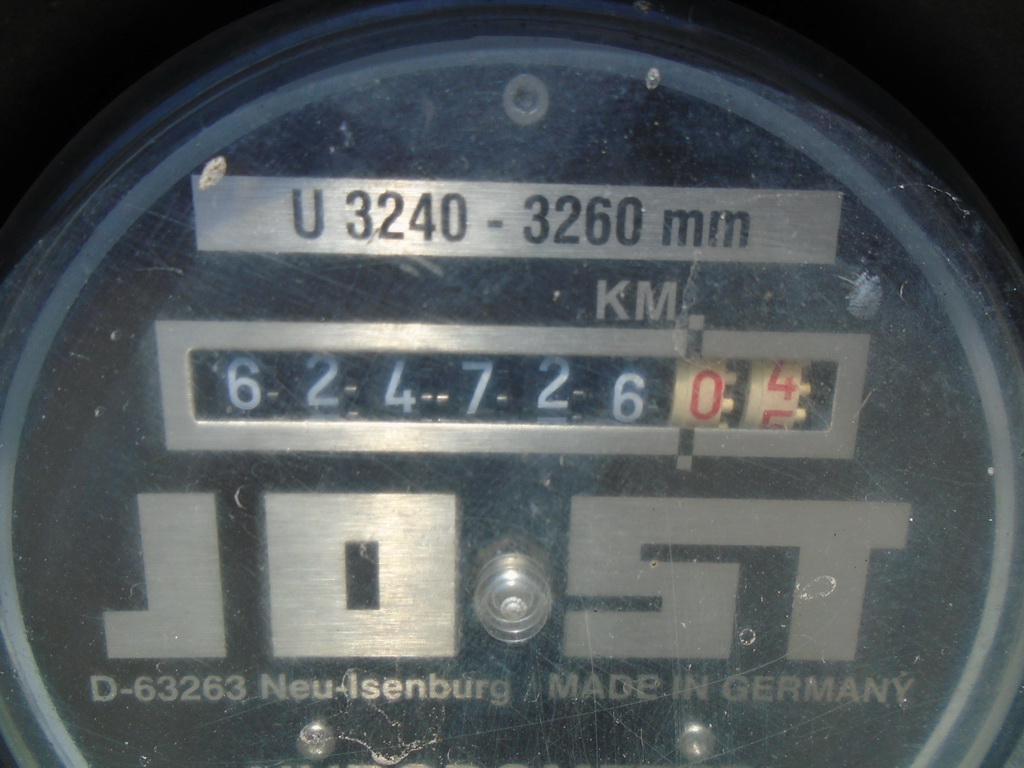 U 3240 - 3260 mm
KM
6 2 4 7 2 6 0 4
5
JOST
D-63263 Neu-Isenburg MADE IN GERMANY